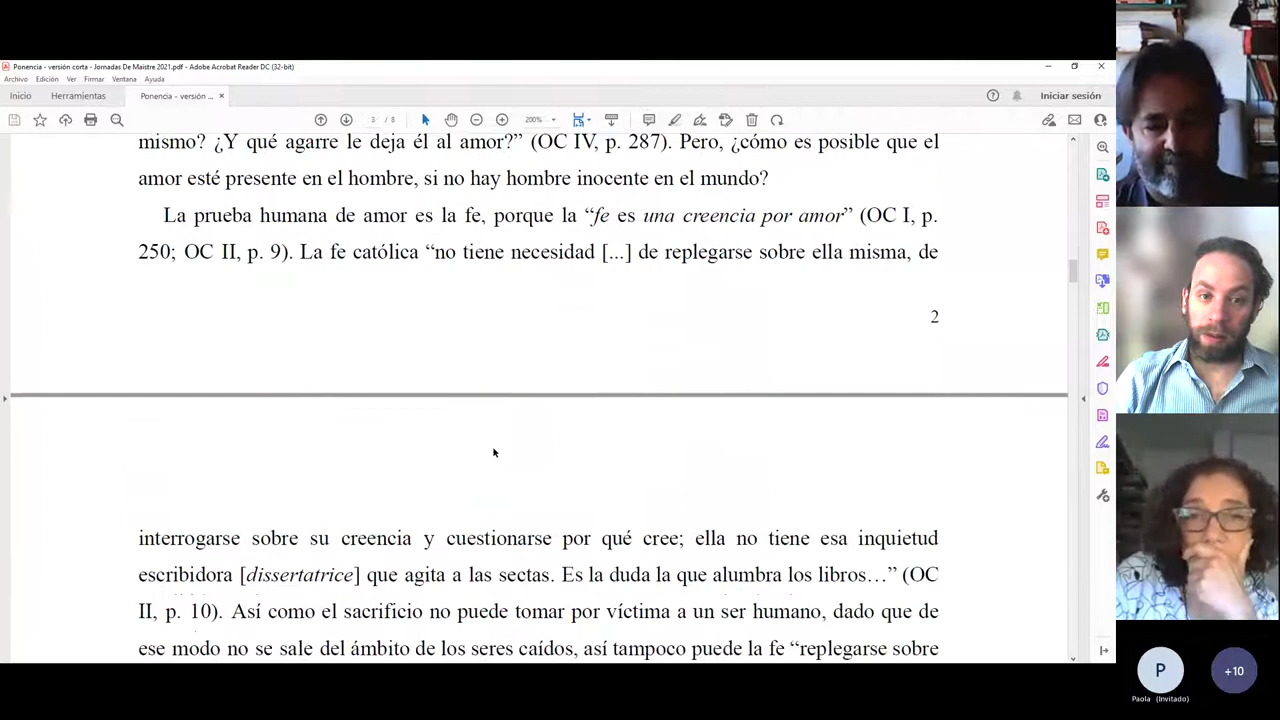 Ponencia - versión corta - Jornadas De Maistre 2021.pdf - Adobe Acrobat Reader DC (32-bit)
Archivo Edición Ver Firmar Ventana Ayuda
Inicio Herramientas Ponencia - versión ... × Iniciar sesión
3 / 8 200%
mismo? ¿Y qué agarre le deja él al amor?” (OC IV, p. 287). Pero, ¿cómo es posible que el
amor esté presente en el hombre, si no hay hombre inocente en el mundo?
La prueba humana de amor es la fe, porque la “fe es una creencia por amor” (OC I, p.
250; OC II, p. 9). La fe católica “no tiene necesidad [...] de replegarse sobre ella misma, de
2
interrogarse sobre su creencia y cuestionarse por qué cree; ella no tiene esa inquietud
escribidora [dissertatrice] que agita a las sectas. Es la duda la que alumbra los libros…” (OC
II, p. 10). Así como el sacrificio no puede tomar por víctima a un ser humano, dado que de
ese modo no se sale del ámbito de los seres caídos, así tampoco puede la fe “replegarse sobre
P
+10
Paola (Invitado)